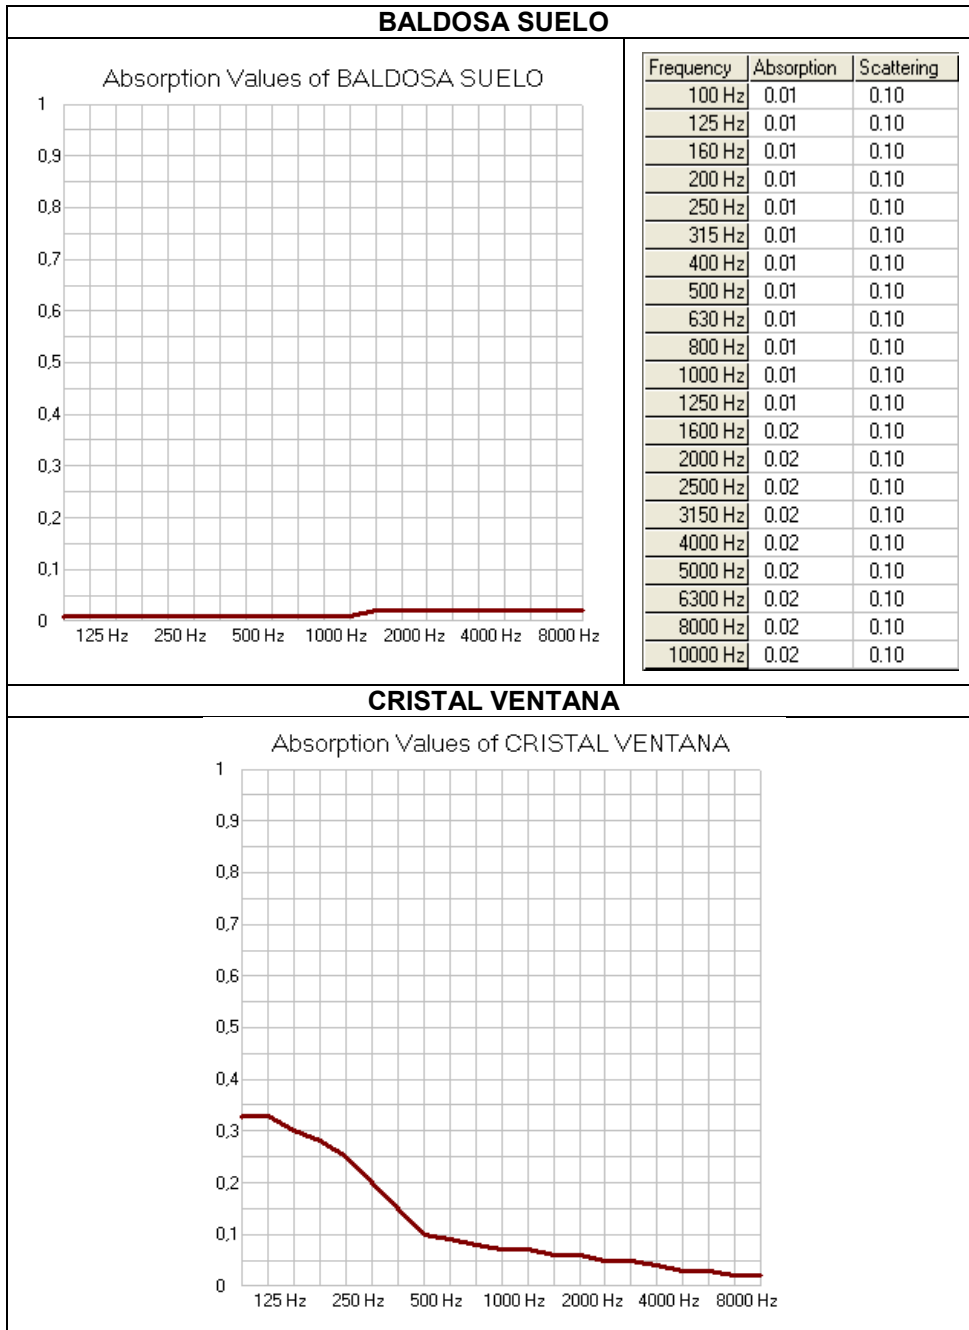 BALDOSA SUELO
Absorption Values of BALDOSA SUELO
1
0,9
0,8
0,7
0,6
0,5
0,4
0,3
0,2
0,1
0
125 Hz 250 Hz 500 Hz 1000 Hz 2000 Hz 4000 Hz 8000 Hz
Frequency Absorption Scattering
100 Hz 0.01 0.10
125 Hz 0.01 0.10
160 Hz 0.01 0.10
200 Hz 0.01 0.10
250 Hz 0.01 0.10
315 Hz 0.01 0.10
400 Hz 0.01 0.10
500 Hz 0.01 0.10
630 Hz 0.01 0.10
800 Hz 0.01 0.10
1000 Hz 0.01 0.10
1250 Hz 0.01 0.10
1600 Hz 0.02 0.10
2000 Hz 0.02 0.10
2500 Hz 0.02 0.10
3150 Hz 0.02 0.10
4000 Hz 0.02 0.10
5000 Hz 0.02 0.10
6300 Hz 0.02 0.10
8000 Hz 0.02 0.10
10000 Hz 0.02 0.10
CRISTAL VENTANA
Absorption Values of CRISTAL VENTANA
1
0,9
0,8
0,7
0,6
0,5
0,4
0,3
0,2
0,1
0
125 Hz 250 Hz 500 Hz 1000 Hz 2000 Hz 4000 Hz 8000 Hz